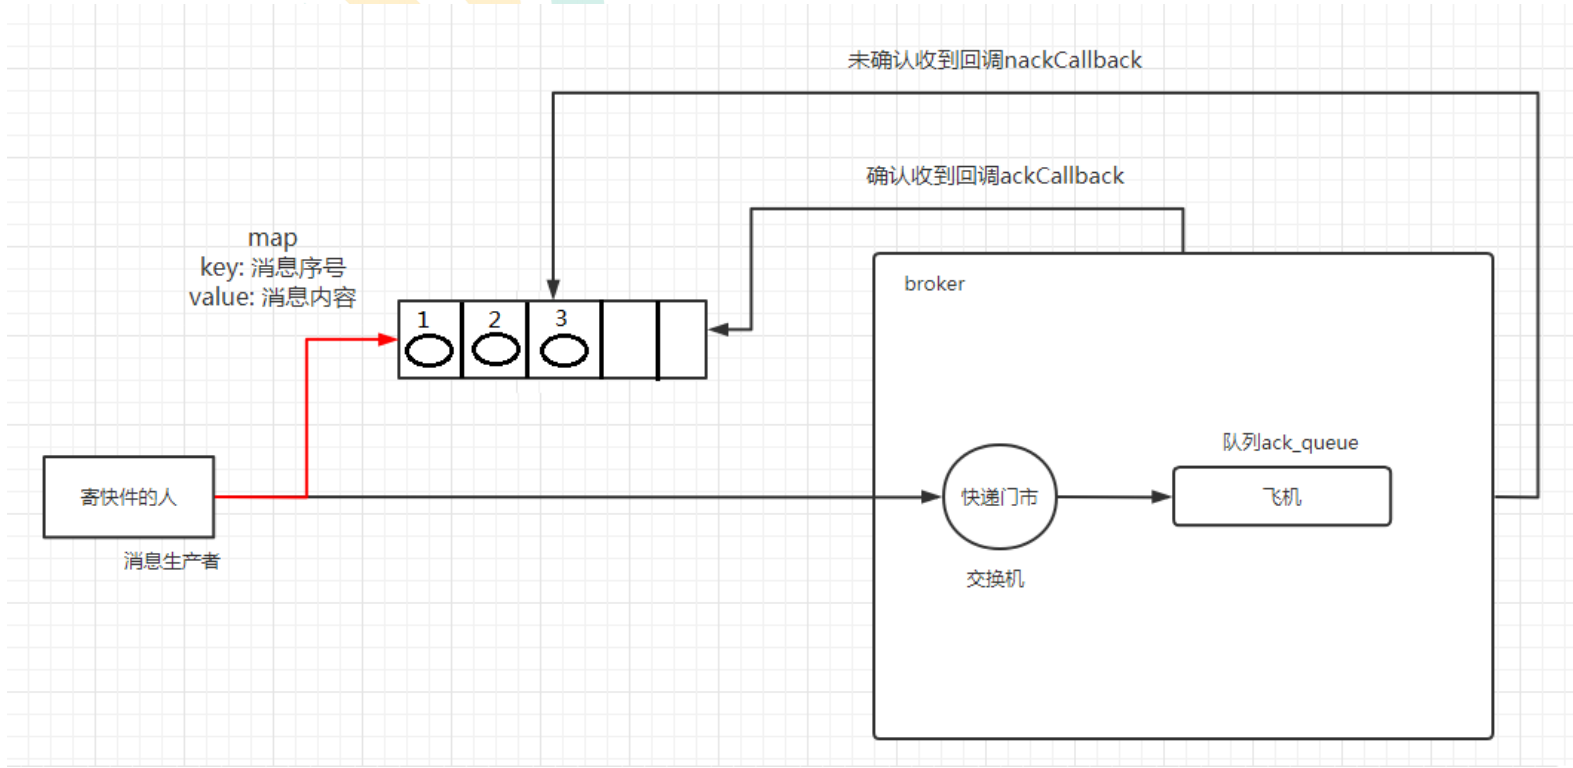 未确认收到回调nackCallback
确认收到回调ackCallback
map
key: 消息序号
value: 消息内容
broker
1 2 3
队列ack_queue
寄快件的人
快递门市
飞机
消息生产者
交换机